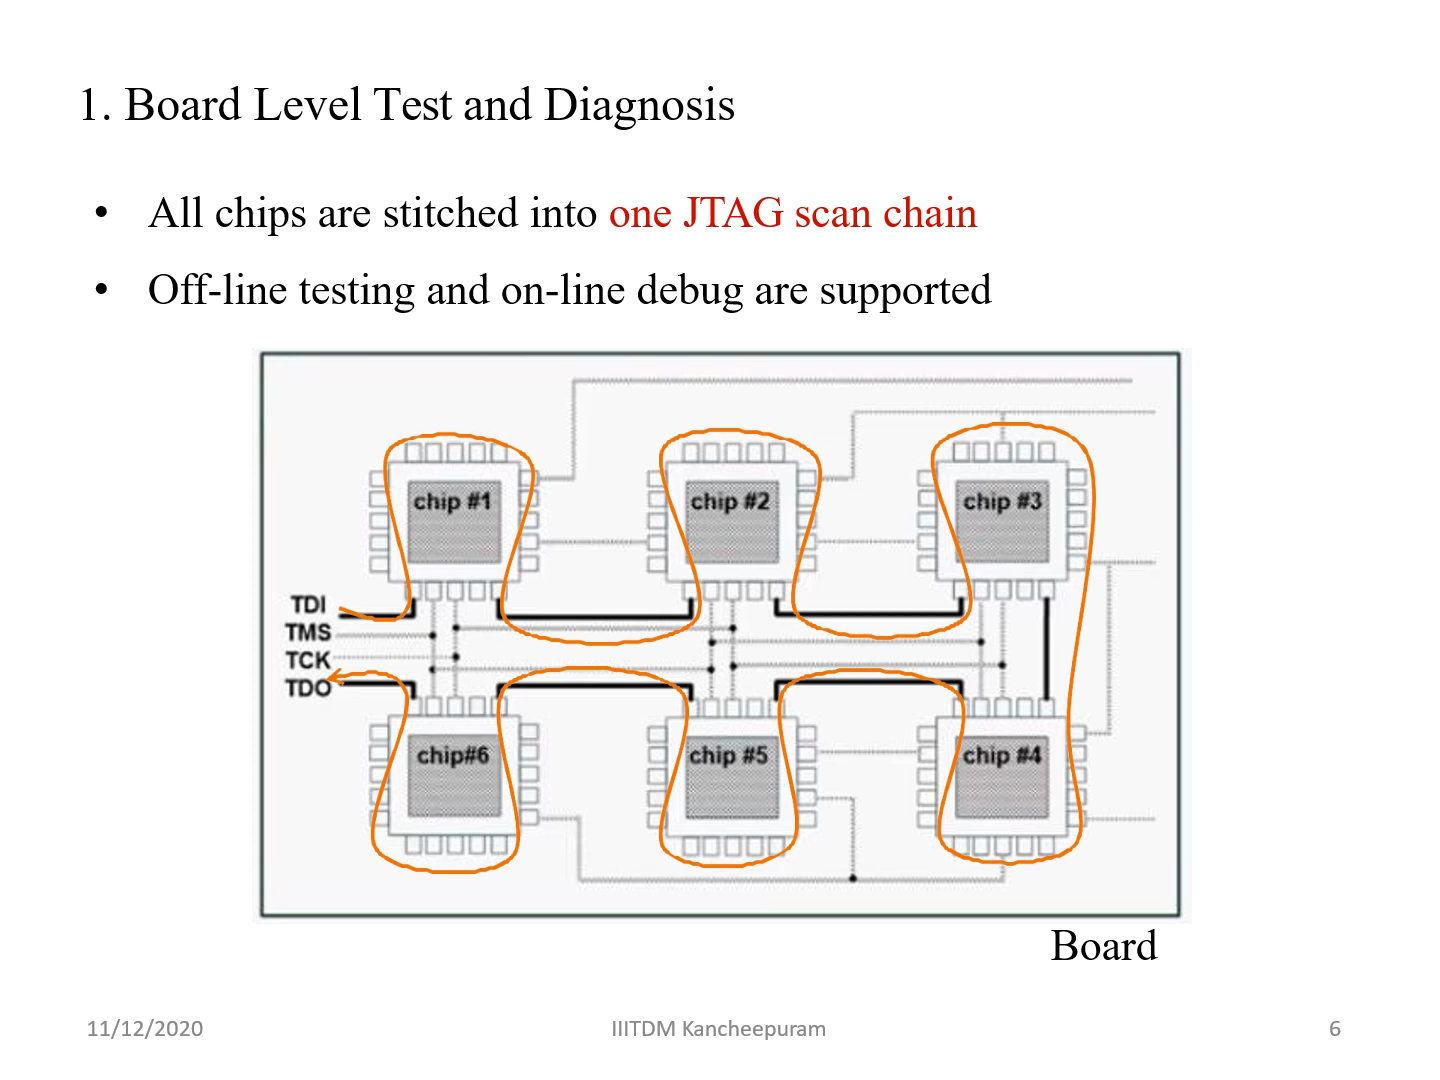 1. Board Level Test and Diagnosis
• All chips are stitched into one JTAG scan chain
• Off-line testing and on-line debug are supported
chip #1
chip #2
chip #3
TDI
TMS
TCK
TDO
chip#6
chip #5
chip #4
Board
11/12/2020
IIITDM Kancheepuram
6